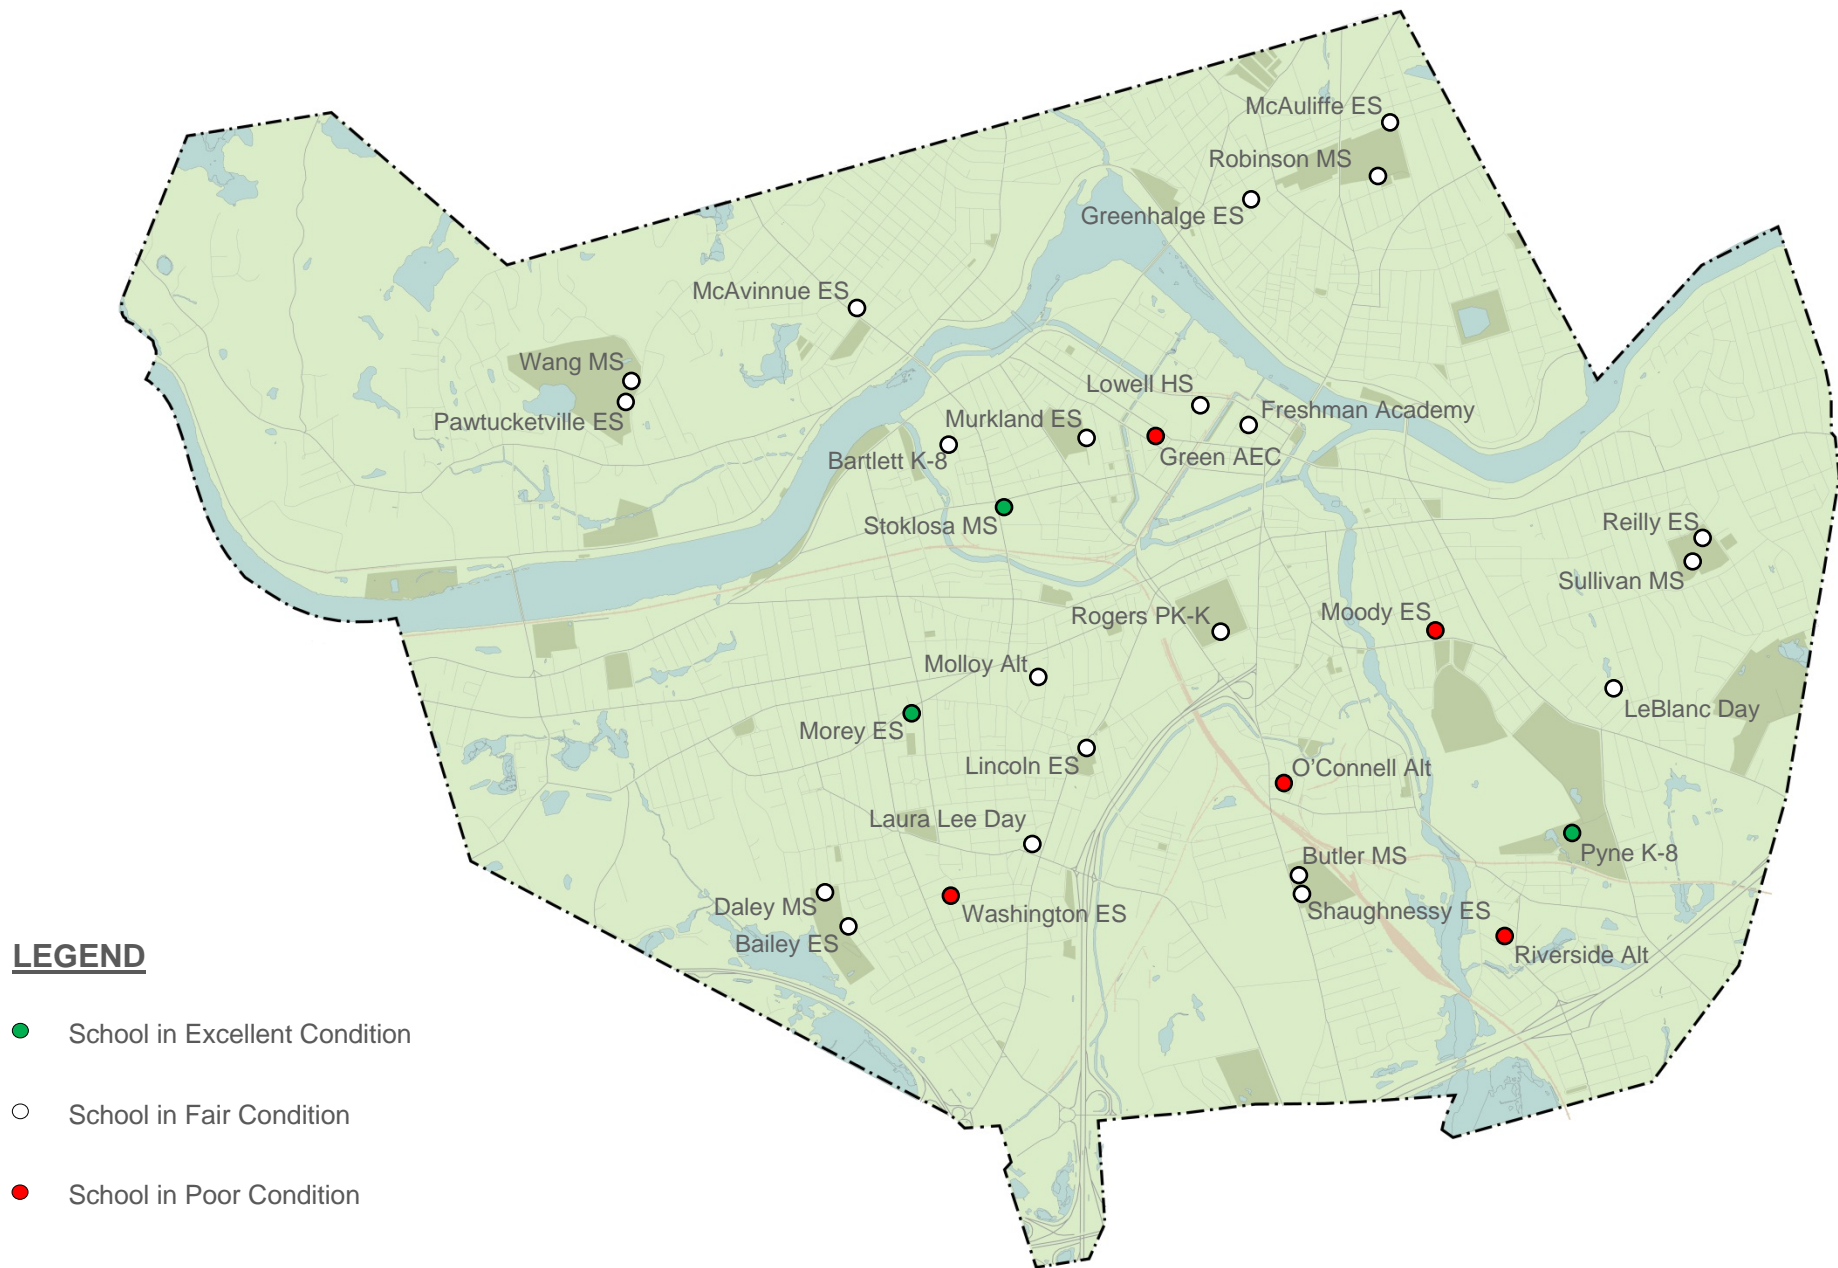 McAuliffe ES
Robinson MS
Greenhalge ES
McAvinnue ES
Wang MS
Pawtucketville ES
Lowell HS
Freshman Academy
Murkland ES
Bartlett K-8
Green AEC
Stoklosa MS
Reilly ES
Sullivan MS
Rogers PK-K
Moody ES
Molloy Alt
LeBlanc Day
Morey ES
Lincoln ES
O’Connell Alt
Laura Lee Day
Butler MS
Pyne K-8
Daley MS
Washington ES
Shaughnessy ES
Bailey ES
Riverside Alt
LEGEND
School in Excellent Condition
School in Fair Condition
School in Poor Condition